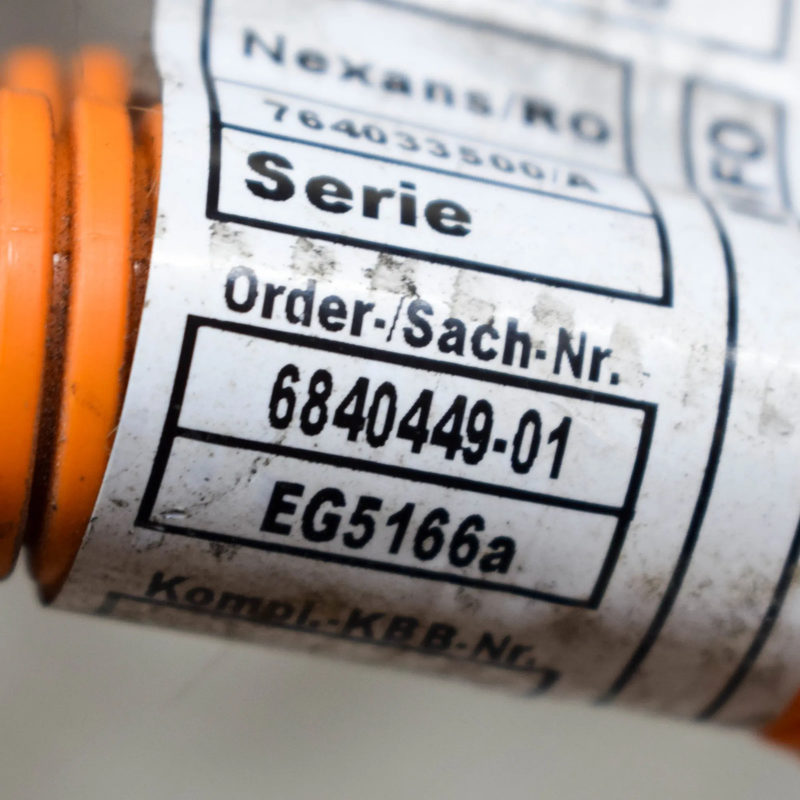 Nexans/RO
764033500/A
Serie
Order-/Sach-Nr.
6840449-01
EG5166a
Kompl.-KBB-Nr.